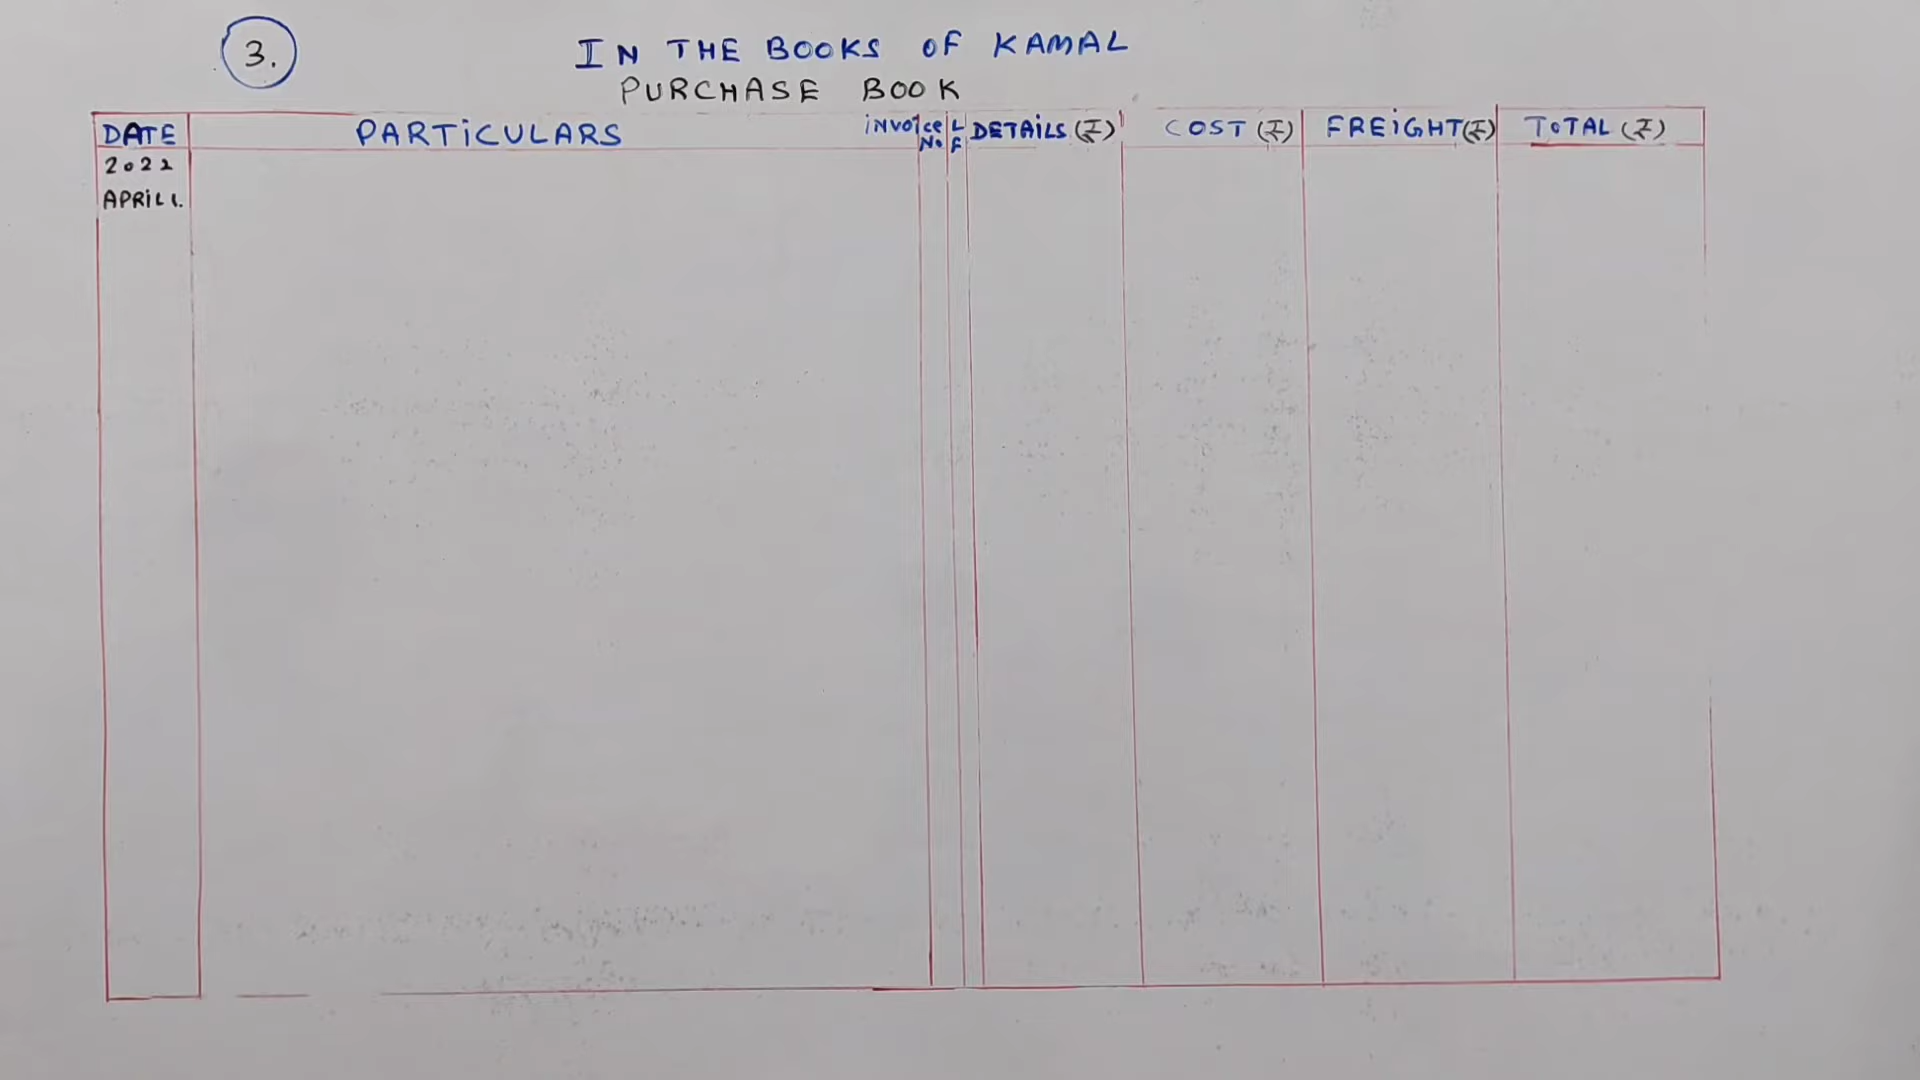 3.
IN THE BOOKS OF KAMAL
PURCHASE BOOK
DATE PARTICULARS INVOICE NO LF DETAILS (₹) COST (₹) FREIGHT (₹) TOTAL (₹)
2022
APRIL 1.